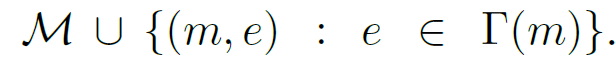 ℳ ∪ {(m, e) : e ∈ Γ(m)}.